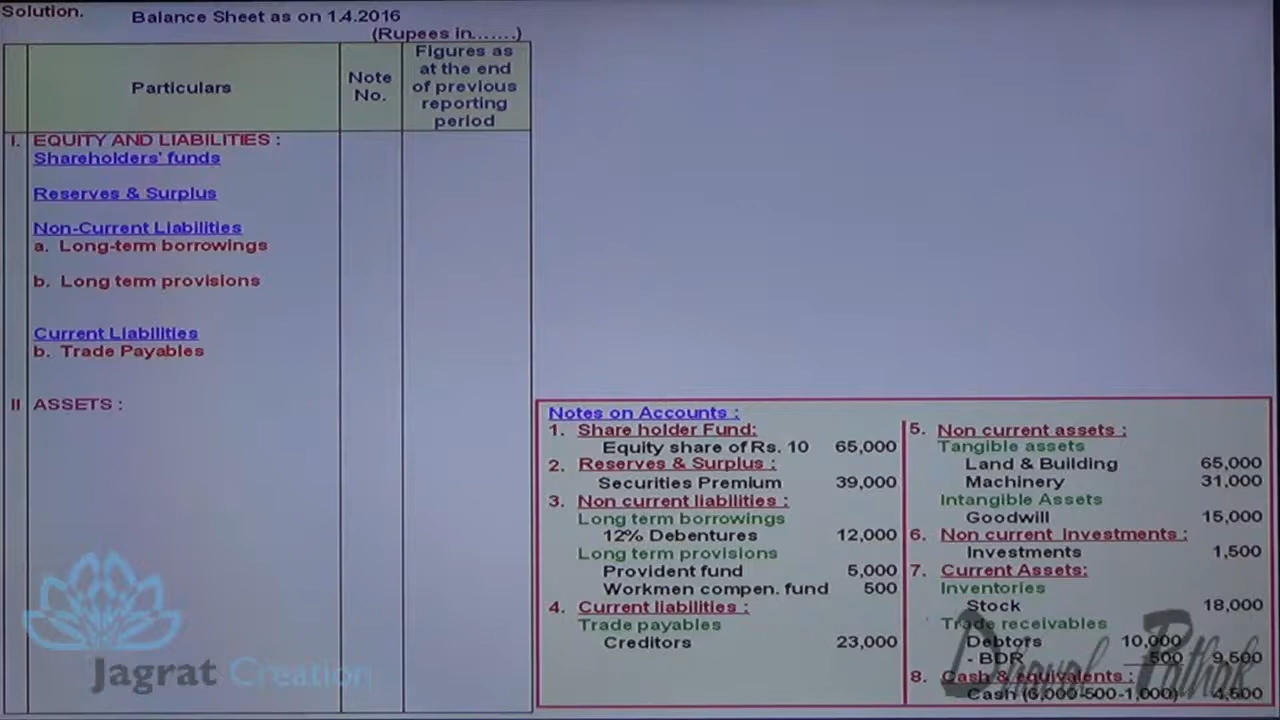 Solution.
Balance Sheet as on 1.4.2016
(Rupees in.......)
Particulars
Note No.
Figures as at the end of previous reporting period
I. EQUITY AND LIABILITIES :
Shareholders' funds
Reserves & Surplus
Non-Current Liabilities
a. Long-term borrowings
b. Long term provisions
Current Liabilities
b. Trade Payables
II ASSETS :
Notes on Accounts :
1. Share holder Fund:
Equity share of Rs. 10 65,000
2. Reserves & Surplus :
Securities Premium 39,000
3. Non current liabilities :
Long term borrowings
12% Debentures 12,000
Long term provisions
Provident fund 5,000
Workmen compen. fund 500
4. Current liabilities :
Trade payables
Creditors 23,000
5. Non current assets :
Tangible assets
Land & Building 65,000
Machinery 31,000
Intangible Assets
Goodwill 15,000
6. Non current investments :
Investments 1,500
7. Current Assets:
Inventories
Stock 18,000
Trade receivables
Debtors 10,000
- BDR 500 9,500
8. Cash & equivalents :
Cash (6,000-500-1,000) 4,500
Jagrat Creation
Dhaval Pathak